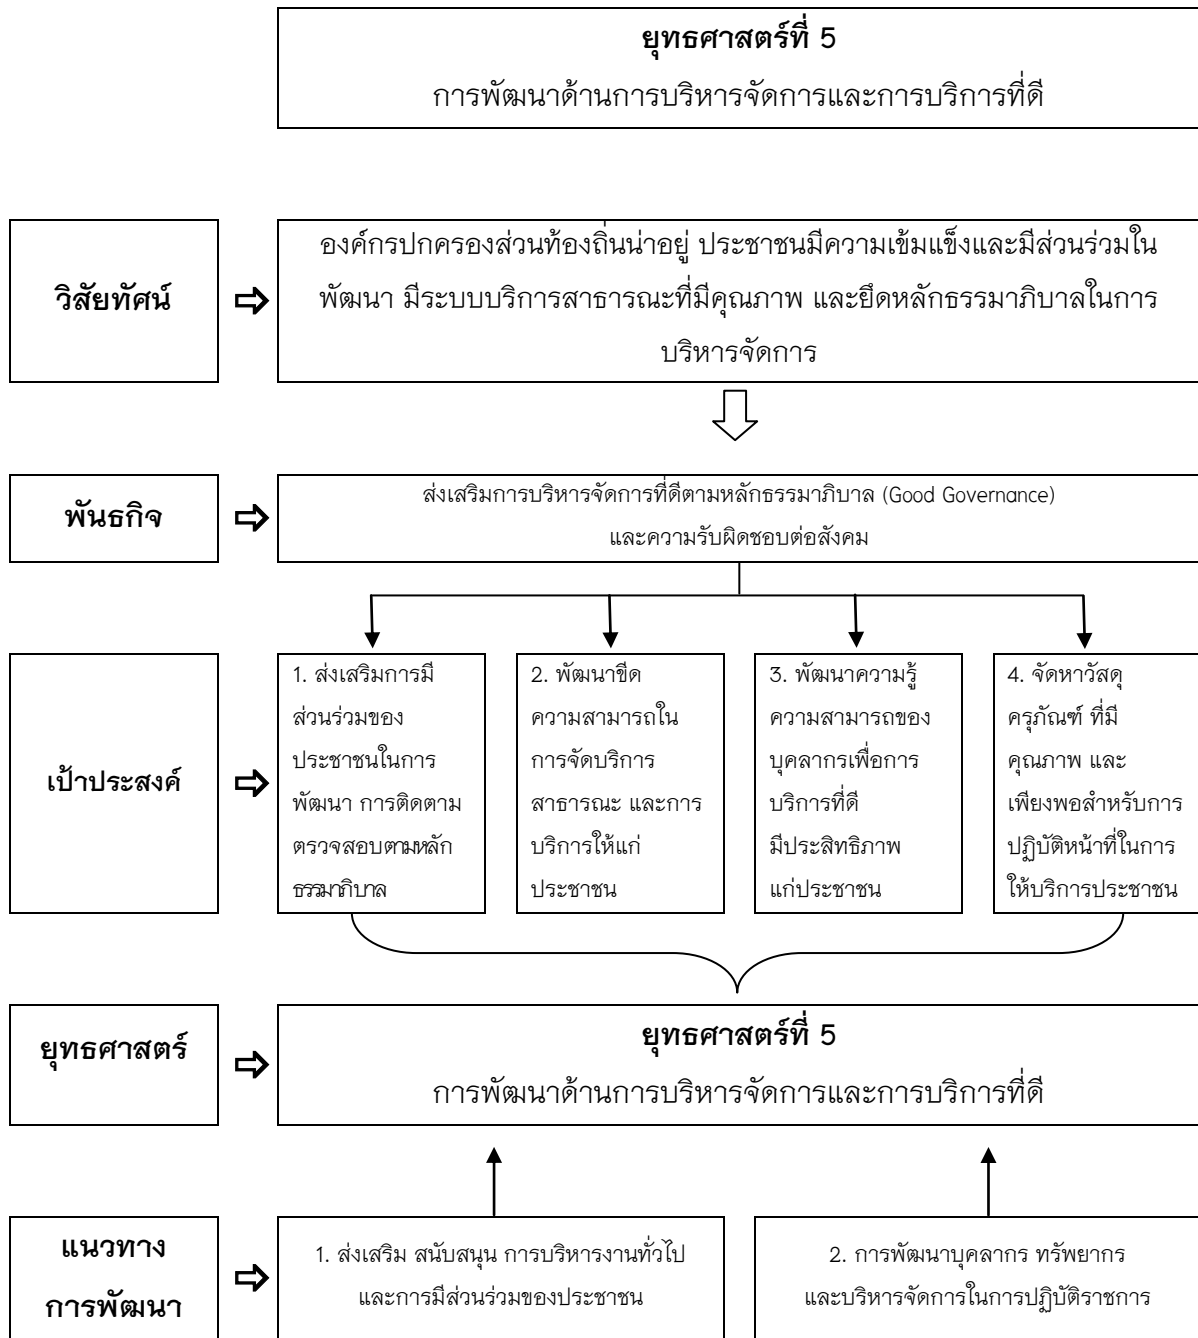 ยุทธศาสตร์ที่ 5
การพัฒนาด้านการบริหารจัดการและการบริการที่ดี
วิสัยทัศน์
องค์กรปกครองส่วนท้องถิ่นน่าอยู่ ประชาชนมีความเข้มแข็งและมีส่วนร่วมใน
พัฒนา มีระบบบริการสาธารณะที่มีคุณภาพ และยึดหลักธรรมาภิบาลในการ
บริหารจัดการ
พันธกิจ
ส่งเสริมการบริหารจัดการที่ดีตามหลักธรรมาภิบาล (Good Governance)
และความรับผิดชอบต่อสังคม
เป้าประสงค์
1. ส่งเสริมการมี
ส่วนร่วมของ
ประชาชนในการ
พัฒนา การติดตาม
ตรวจสอบตามหลัก
ธรรมาภิบาล
2. พัฒนาขีด
ความสามารถใน
การจัดบริการ
สาธารณะ และการ
บริการให้แก่
ประชาชน
3. พัฒนาความรู้
ความสามารถของ
บุคลากรเพื่อการ
บริการที่ดี
มีประสิทธิภาพ
แก่ประชาชน
4. จัดหาวัสดุ
ครุภัณฑ์ ที่มี
คุณภาพ และ
เพียงพอสำหรับการ
ปฏิบัติหน้าที่ในการ
ให้บริการประชาชน
ยุทธศาสตร์
ยุทธศาสตร์ที่ 5
การพัฒนาด้านการบริหารจัดการและการบริการที่ดี
แนวทาง
การพัฒนา
1. ส่งเสริม สนับสนุน การบริหารงานทั่วไป
และการมีส่วนร่วมของประชาชน
2. การพัฒนาบุคลากร ทรัพยากร
และบริหารจัดการในการปฏิบัติราชการ